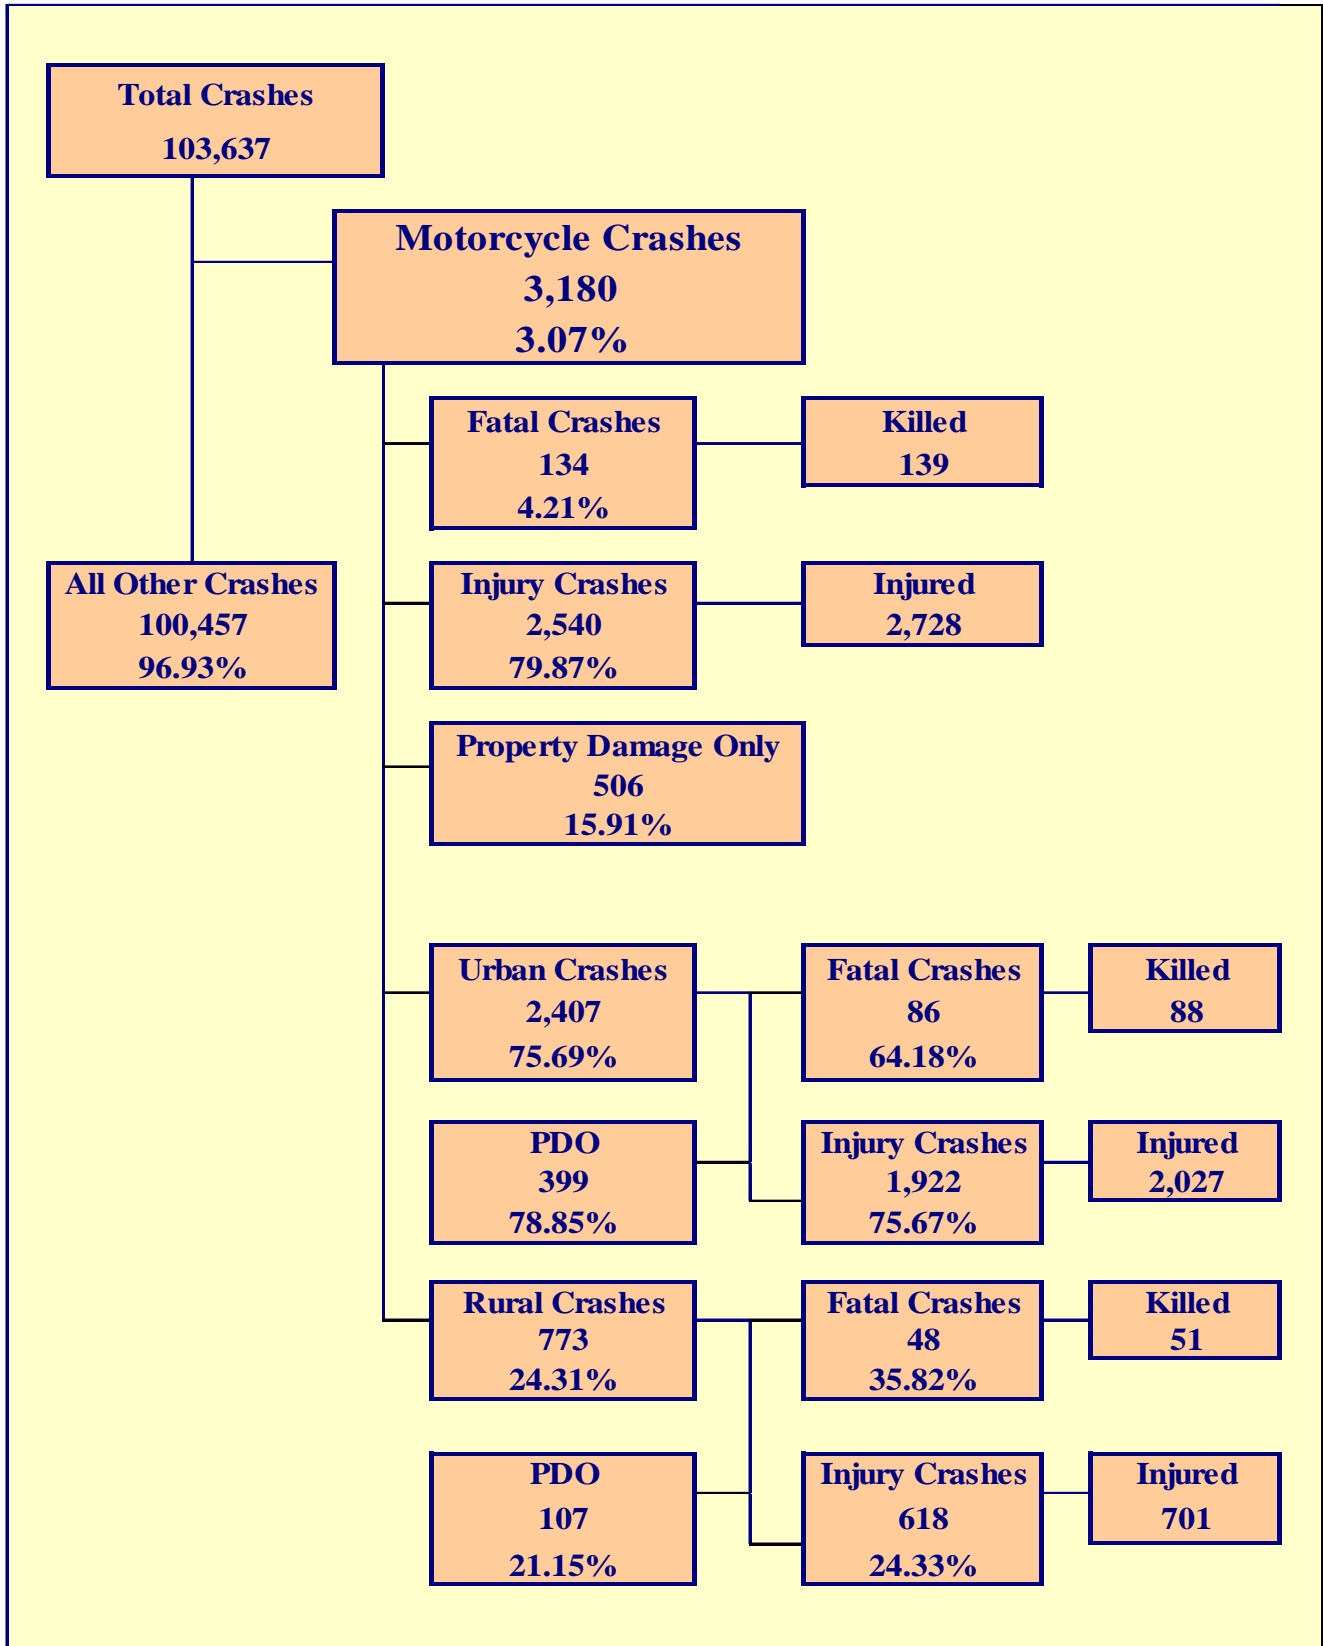 Total Crashes
103,637
Motorcycle Crashes
3,180
3.07%
Fatal Crashes
134
4.21%
Killed
139
All Other Crashes
100,457
96.93%
Injury Crashes
2,540
79.87%
Injured
2,728
Property Damage Only
506
15.91%
Urban Crashes
2,407
75.69%
Fatal Crashes
86
64.18%
Killed
88
PDO
399
78.85%
Injury Crashes
1,922
75.67%
Injured
2,027
Rural Crashes
773
24.31%
Fatal Crashes
48
35.82%
Killed
51
PDO
107
21.15%
Injury Crashes
618
24.33%
Injured
701